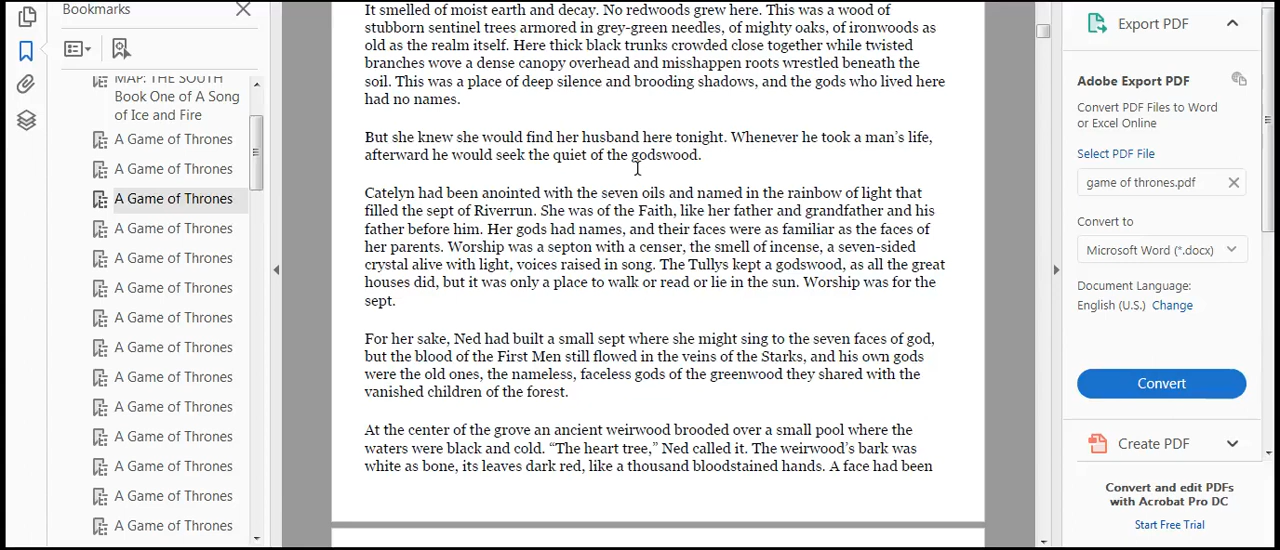 Bookmarks
MAP: THE SOUTH
Book One of A Song
of Ice and Fire
A Game of Thrones
A Game of Thrones
A Game of Thrones
A Game of Thrones
A Game of Thrones
A Game of Thrones
A Game of Thrones
A Game of Thrones
A Game of Thrones
A Game of Thrones
A Game of Thrones
A Game of Thrones
A Game of Thrones
A Game of Thrones
It smelled of moist earth and decay. No redwoods grew here. This was a wood of
stubborn sentinel trees armored in grey-green needles, of mighty oaks, of ironwoods as
old as the realm itself. Here thick black trunks crowded close together while twisted
branches wove a dense canopy overhead and misshappen roots wrestled beneath the
soil. This was a place of deep silence and brooding shadows, and the gods who lived here
had no names.
But she knew she would find her husband here tonight. Whenever he took a man's life,
afterward he would seek the quiet of the godswood.
Catelyn had been anointed with the seven oils and named in the rainbow of light that
filled the sept of Riverrun. She was of the Faith, like her father and grandfather and his
father before him. Her gods had names, and their faces were as familiar as the faces of
her parents. Worship was a septon with a censer, the smell of incense, a seven-sided
crystal alive with light, voices raised in song. The Tullys kept a godswood, as all the great
houses did, but it was only a place to walk or read or lie in the sun. Worship was for the
sept.
For her sake, Ned had built a small sept where she might sing to the seven faces of god,
but the blood of the First Men still flowed in the veins of the Starks, and his own gods
were the old ones, the nameless, faceless gods of the greenwood they shared with the
vanished children of the forest.
At the center of the grove an ancient weirwood brooded over a small pool where the
waters were black and cold. “The heart tree,” Ned called it. The weirwood's bark was
white as bone, its leaves dark red, like a thousand bloodstained hands. A face had been
Export PDF
Adobe Export PDF
Convert PDF Files to Word
or Excel Online
Select PDF File
game of thrones.pdf
Convert to
Microsoft Word (*.docx)
Document Language:
English (U.S.) Change
Convert
Create PDF
Convert and edit PDFs
with Acrobat Pro DC
Start Free Trial